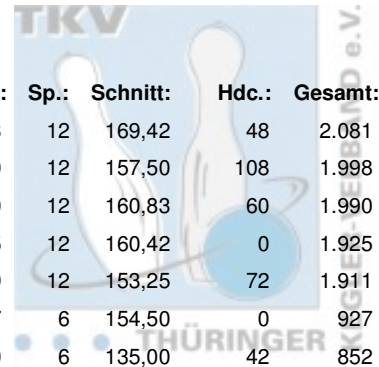 TKV
Sp.: Schnitt: Hdc.: Gesamt:
12 169,42 48 2.081
12 157,50 108 1.998
12 160,83 60 1.990
12 160,42 0 1.925
12 153,25 72 1.911
6 154,50 0 927
6 135,00 42 852
THÜRINGER
KEGLER-VERBAND e.V.